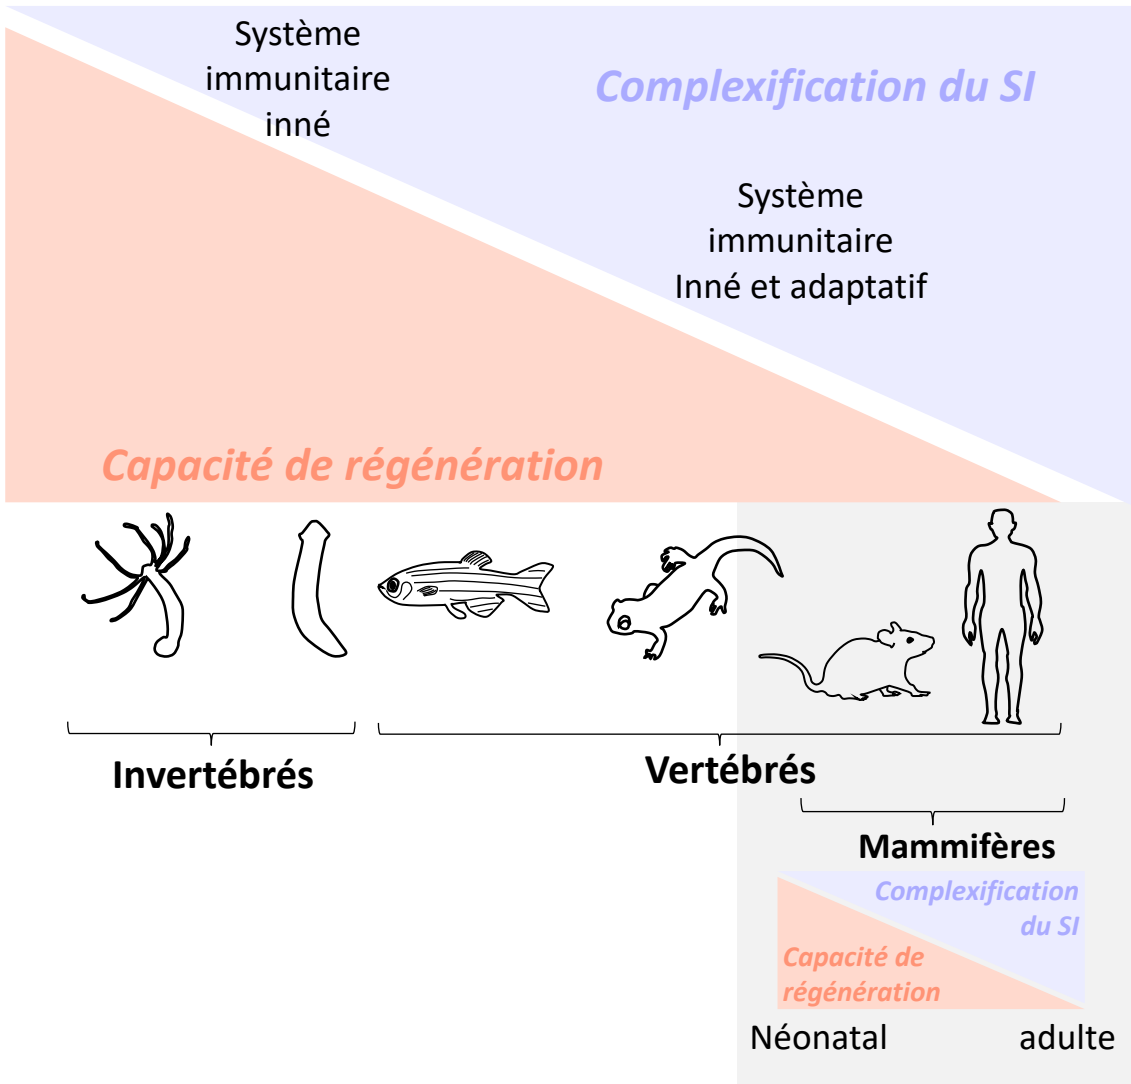 Système
immunitaire
inné
Complexification du SI
Système
immunitaire
Inné et adaptatif
Capacité de régénération
Invertébrés
Vertébrés
Mammifères
Complexification
du SI
Capacité de
régénération
Néonatal
adulte